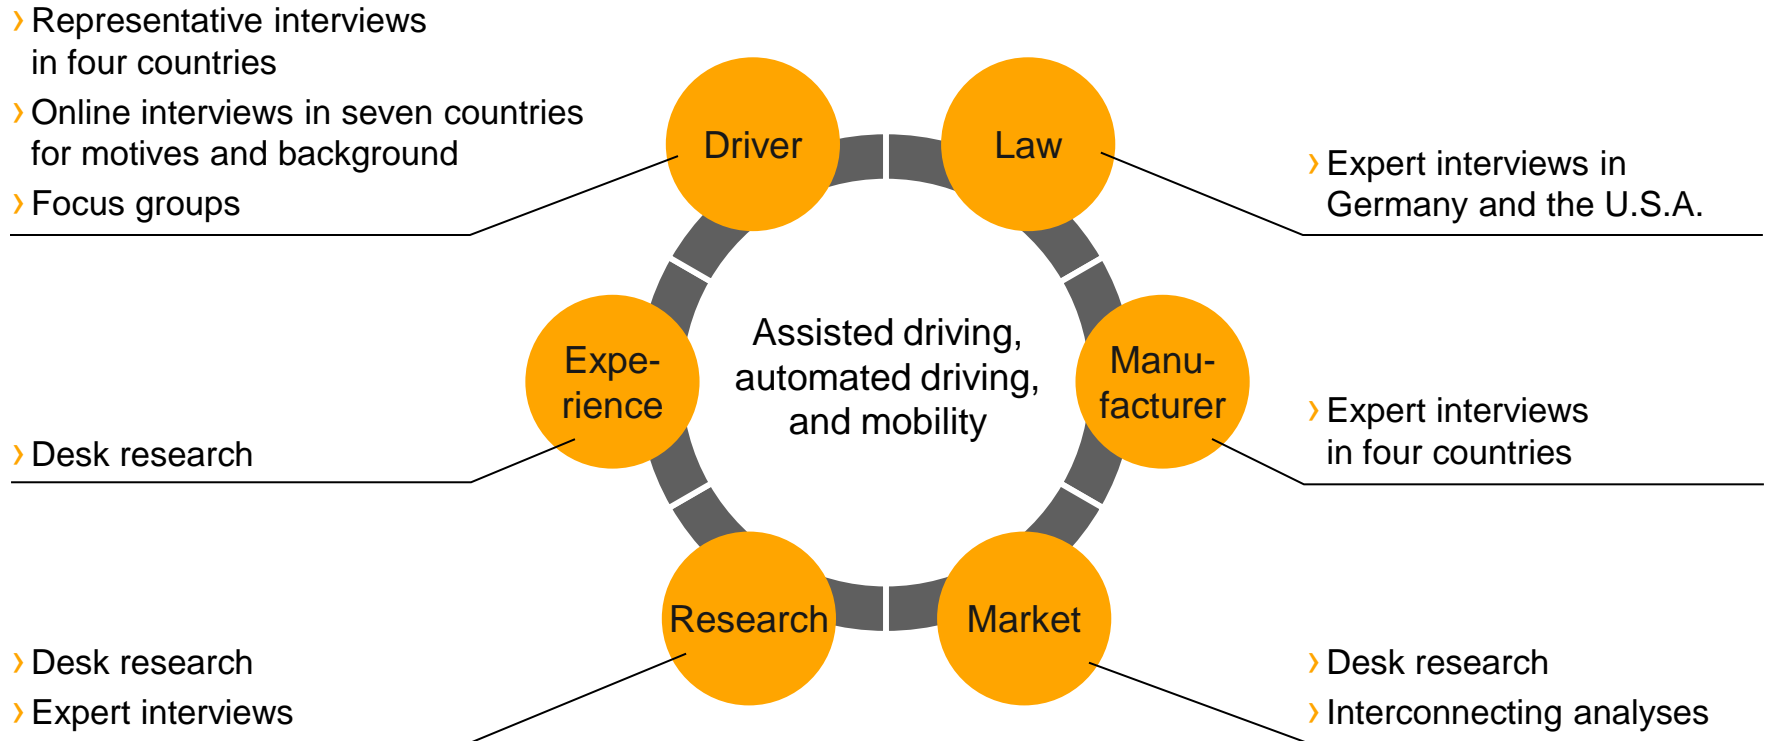 › Representative interviews
in four countries
› Online interviews in seven countries
for motives and background
› Focus groups
Driver
Law
› Expert interviews in
Germany and the U.S.A.
Expe-
rience
Assisted driving,
automated driving,
and mobility
Manu-
facturer
› Desk research
› Expert interviews
in four countries
Research
Market
› Desk research
› Expert interviews
› Desk research
› Interconnecting analyses